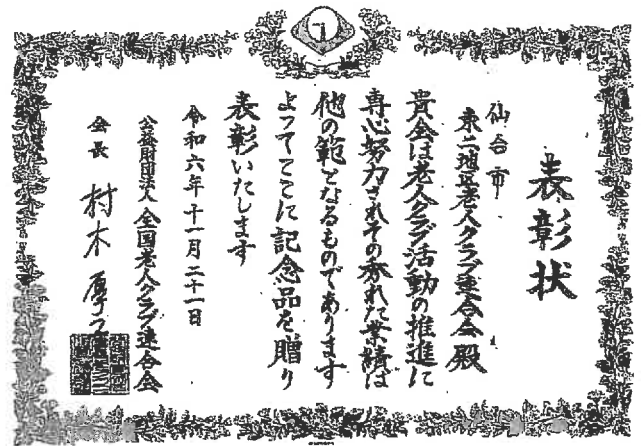 表彰状
仙台市
東二地区老人クラブ連合会殿
貴会は老人クラブ活動の推進に
専心努力されその秀れた業績は
他の範となるものであります
よってここに記念品を贈り
表彰いたします
令和六年十一月二十一日
公益財団法人 全国老人クラブ連合会
会長 村木厚子